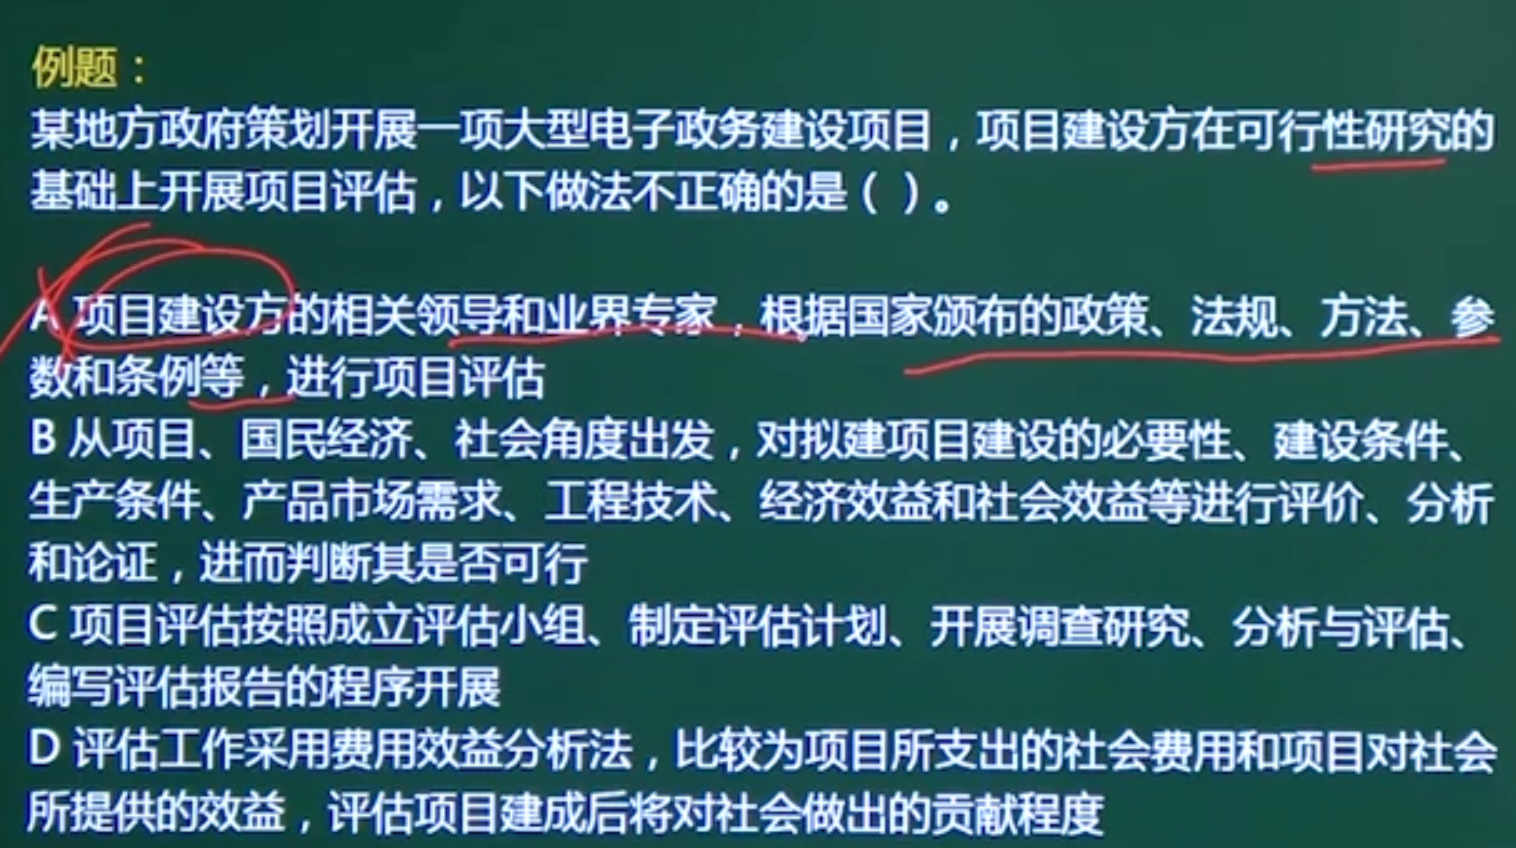 例题：
某地方政府策划开展一项大型电子政务建设项目，项目建设方在可行性研究的
基础上开展项目评估，以下做法不正确的是（ ）。
A 项目建设方的相关领导和业界专家，根据国家颁布的政策、法规、方法、参
数和条例等，进行项目评估
B 从项目、国民经济、社会角度出发，对拟建项目建设的必要性、建设条件、
生产条件、产品市场需求、工程技术、经济效益和社会效益等进行评价、分析
和论证，进而判断其是否可行
C 项目评估按照成立评估小组、制定评估计划、开展调查研究、分析与评估、
编写评估报告的程序开展
D 评估工作采用费用效益分析法，比较为项目所支出的社会费用和项目对社会
所提供的效益，评估项目建成后将对社会做出的贡献程度